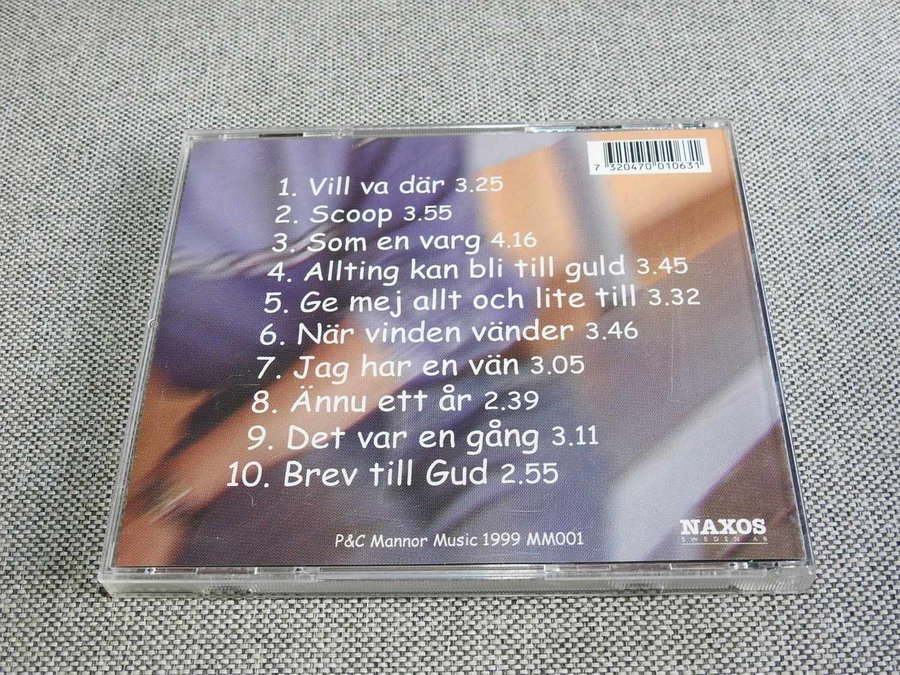 7 320470 010631
1. Vill va där 3.25
2. Scoop 3.55
3. Som en varg 4.16
4. Allting kan bli till guld 3.45
5. Ge mej allt och lite till 3.32
6. När vinden vänder 3.46
7. Jag har en vän 3.05
8. Ännu ett år 2.39
9. Det var en gång 3.11
10. Brev till Gud 2.55
P&C Mannor Music 1999 MM001
NAXOS
SWEDEN AB